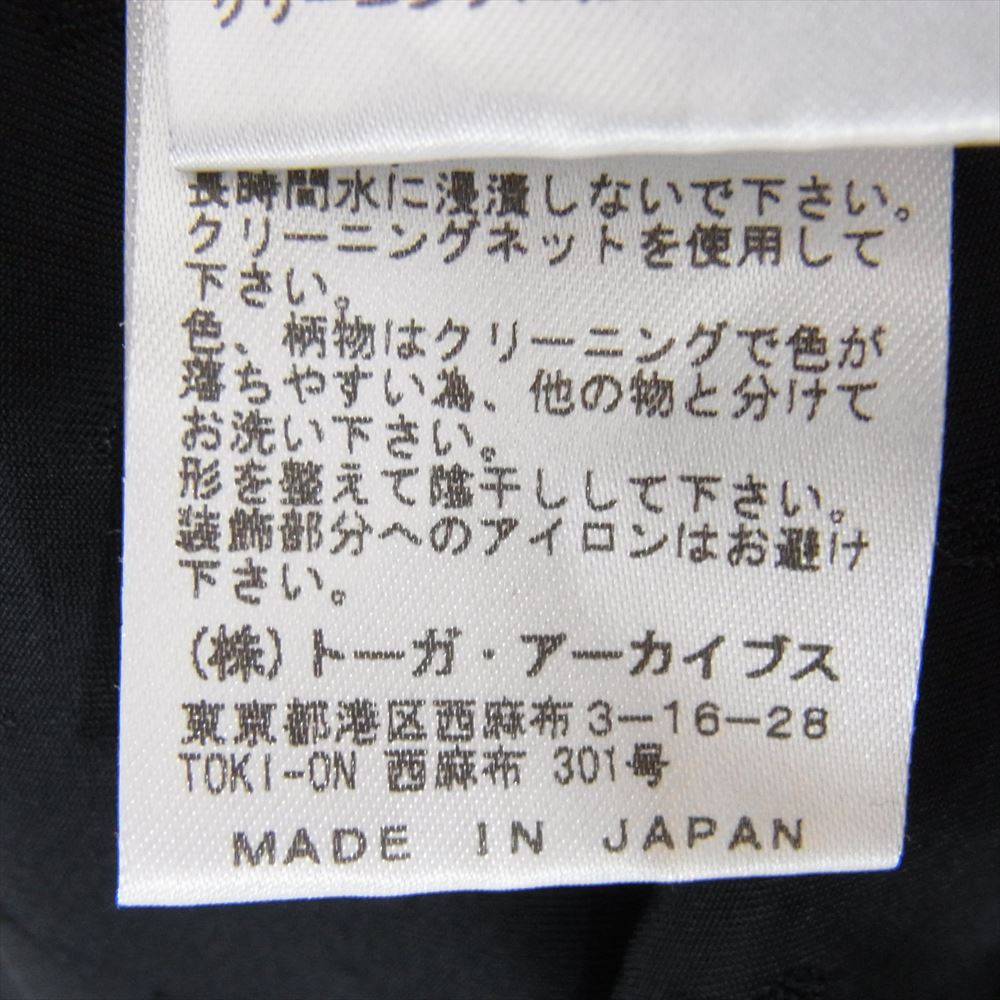 長時間水に浸漬しないで下さい。
クリーニングネットを使用して
下さい。
色、柄物はクリーニングで色が
落ちやすい為、他の物と分けて
お洗い下さい。
形を整えて陰干しして下さい。
装飾部分へのアイロンはお避け
下さい。
(株)トーガ・アーカイブス
東京都港区西麻布3-16-28
TOKI-ON 西麻布 301号
MADE IN JAPAN